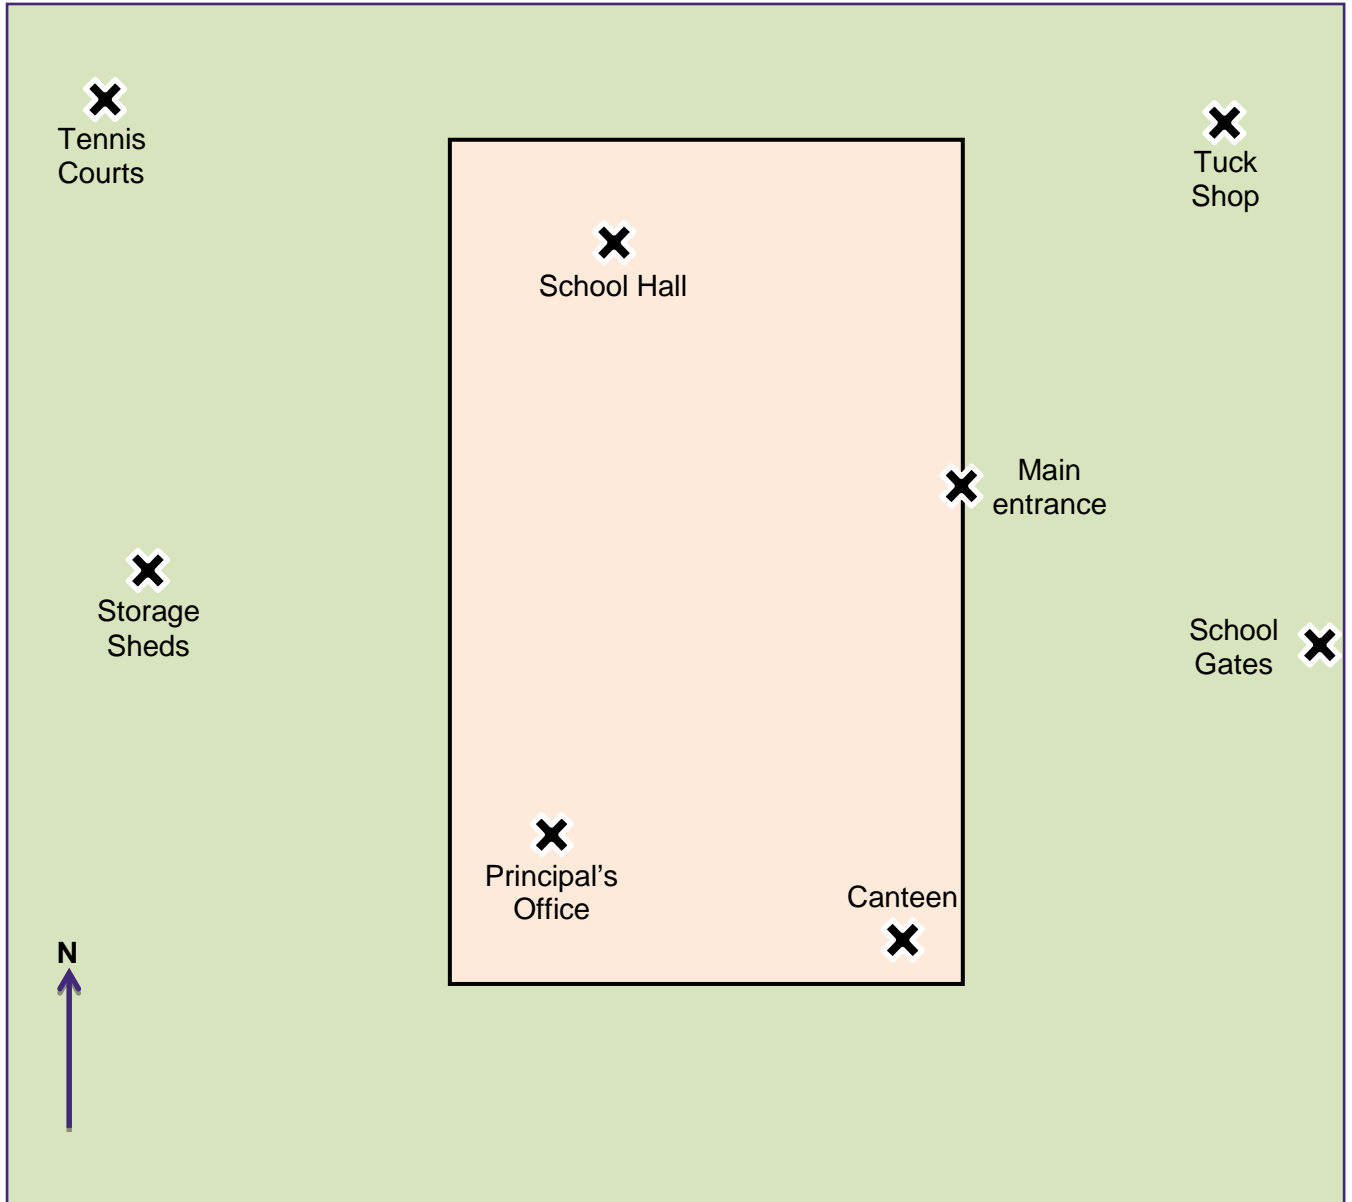 Tennis
Courts
Tuck
Shop
School Hall
Main
entrance
Storage
Sheds
School
Gates
Principal’s
Office
Canteen
N